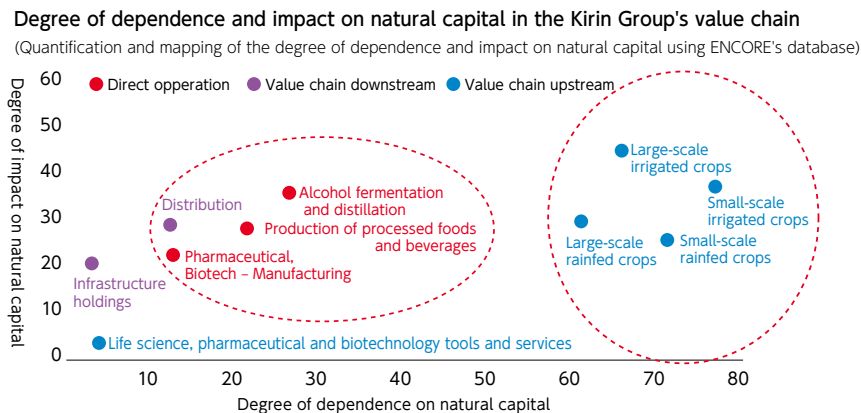 Degree of dependence and impact on natural capital in the Kirin Group's value chain
(Quantification and mapping of the degree of dependence and impact on natural capital using ENCORE's database)
Degree of impact on natural capital
60
50
40
30
20
10
0
Direct opperation
Value chain downstream
Value chain upstream
Large-scale
irrigated crops
Alcohol fermentation
and distillation
Small-scale
irrigated crops
Distribution
Production of processed foods
and beverages
Large-scale
rainfed crops
Small-scale
rainfed crops
Pharmaceutical,
Biotech – Manufacturing
Infrastructure
holdings
Life science, pharmaceutical and biotechnology tools and services
10 20 30 40 50 60 70 80
Degree of dependence on natural capital